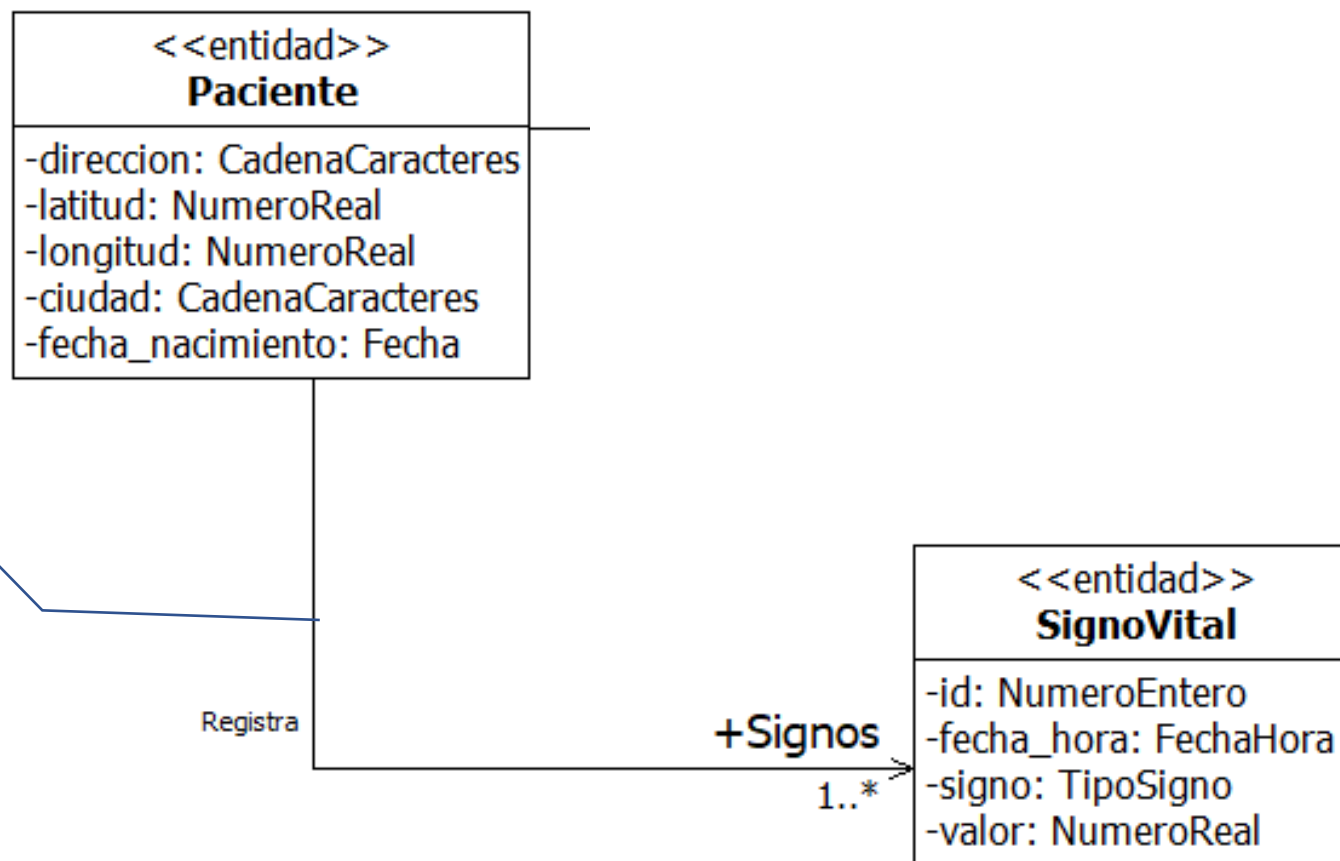 <<entidad>>
Paciente
-direccion: CadenaCaracteres
-latitud: NumeroReal
-longitud: NumeroReal
-ciudad: CadenaCaracteres
-fecha_nacimiento: Fecha
Registra
+Signos
1..*
<<entidad>>
SignoVital
-id: NumeroEntero
-fecha_hora: FechaHora
-signo: TipoSigno
-valor: NumeroReal